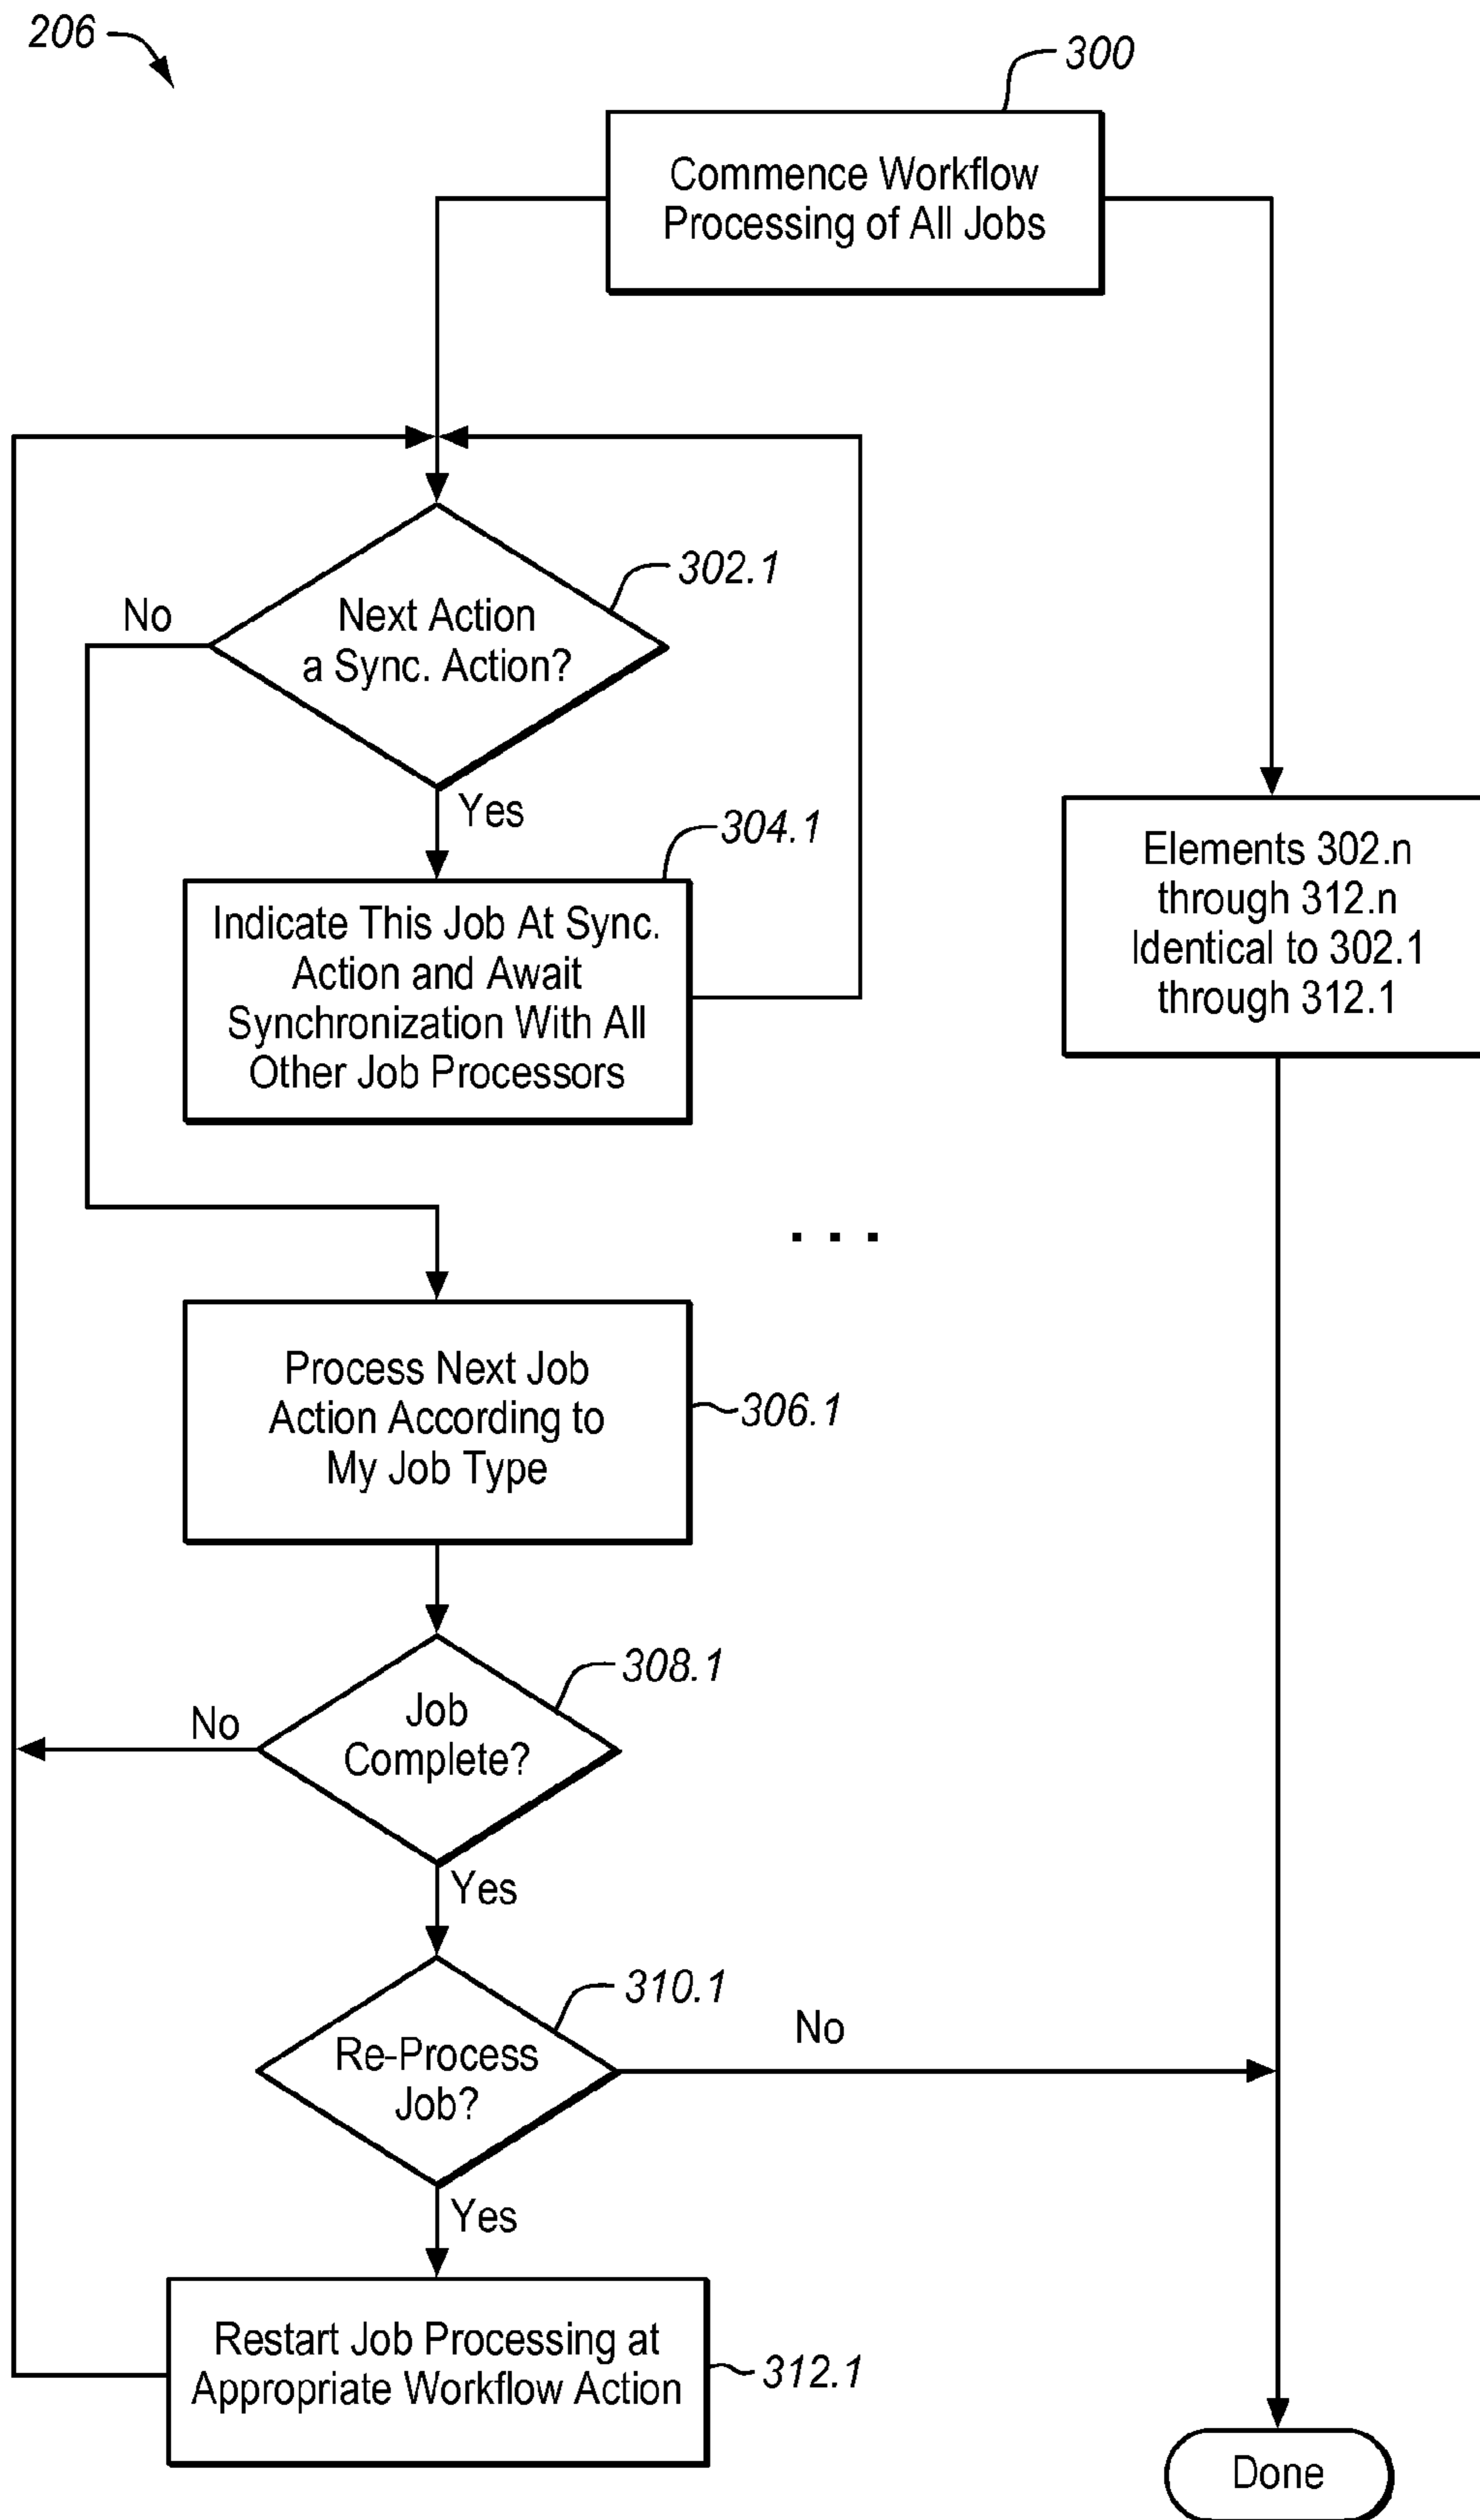 206
300
Commence Workflow
Processing of All Jobs
302.1
No
Next Action
a Sync. Action?
Yes
304.1
Indicate This Job At Sync.
Action and Await
Synchronization With All
Other Job Processors
Elements 302.n
through 312.n
Identical to 302.1
through 312.1
. . .
Process Next Job
Action According to
My Job Type
306.1
308.1
No
Job
Complete?
Yes
310.1
No
Re-Process
Job?
Yes
Restart Job Processing at
Appropriate Workflow Action
312.1
Done